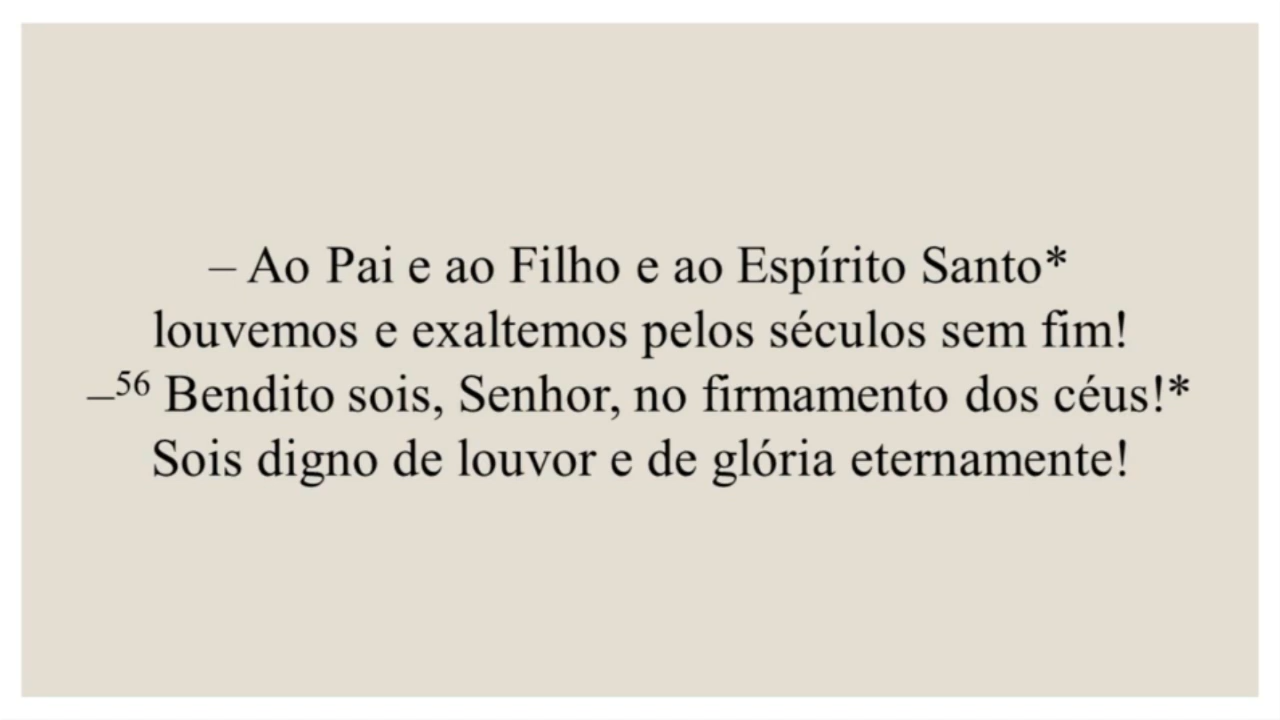 – Ao Pai e ao Filho e ao Espírito Santo*
louvemos e exaltemos pelos séculos sem fim!
–⁵⁶ Bendito sois, Senhor, no firmamento dos céus!*
Sois digno de louvor e de glória eternamente!